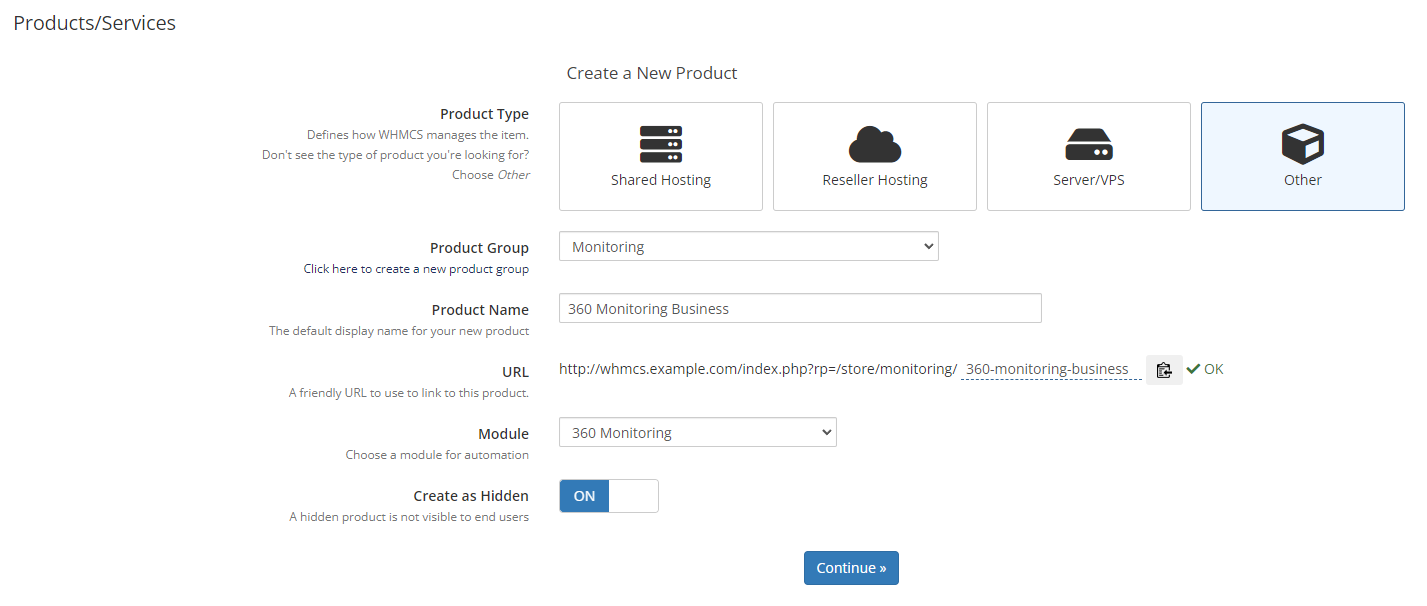 Products/Services
Create a New Product
Product Type
Defines how WHMCS manages the item.
Don't see the type of product you're looking for?
Choose Other
Shared Hosting
Reseller Hosting
Server/VPS
Other
Product Group
Click here to create a new product group
Monitoring
Product Name
The default display name for your new product
360 Monitoring Business
URL
A friendly URL to use to link to this product.
http://whmcs.example.com/index.php?rp=/store/monitoring/ 360-monitoring-business OK
Module
Choose a module for automation
360 Monitoring
Create as Hidden
A hidden product is not visible to end users
ON
Continue »